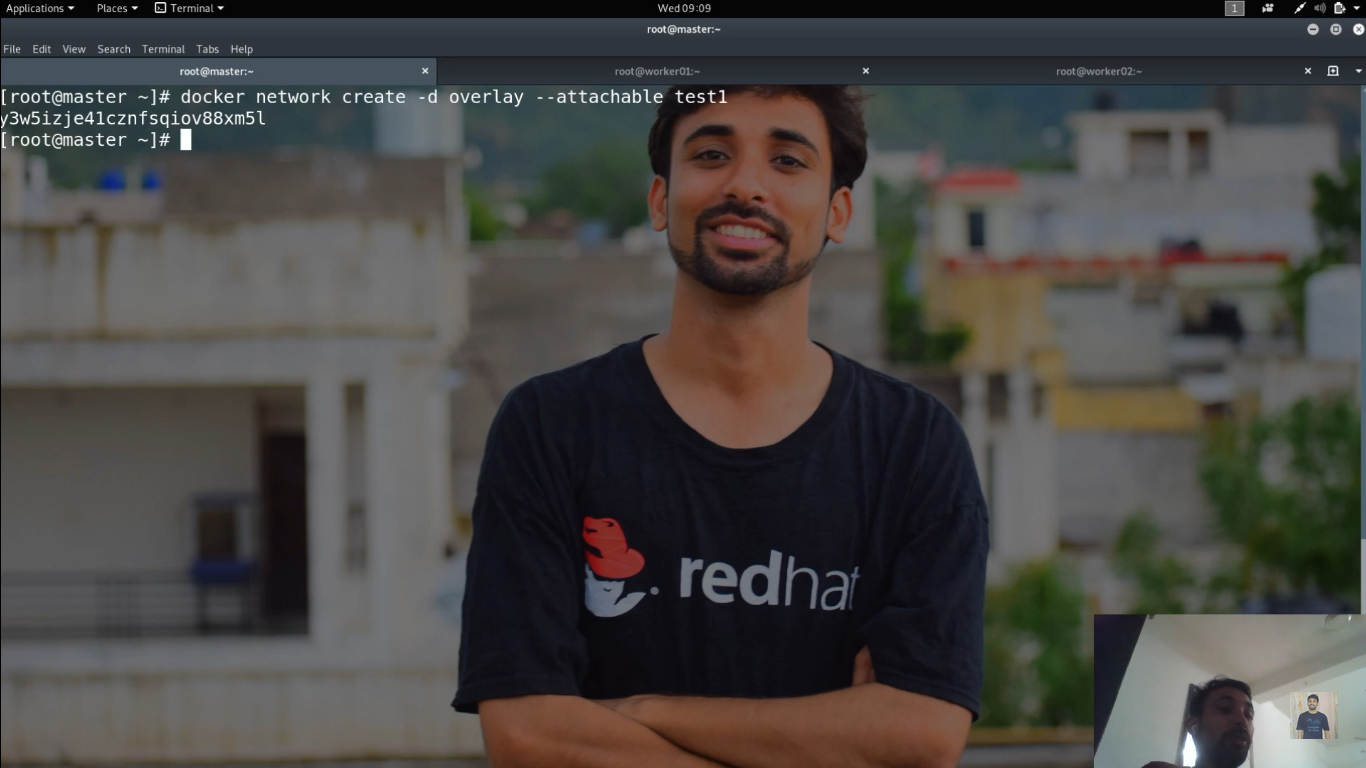 Applications Places Terminal Wed 09:09 1
root@master:~
File Edit View Search Terminal Tabs Help
root@master:~ root@worker01:~ root@worker02:~
[root@master ~]# docker network create -d overlay --attachable test1
y3w5izje41cznfsqiov88xm5l
[root@master ~]#
redhat